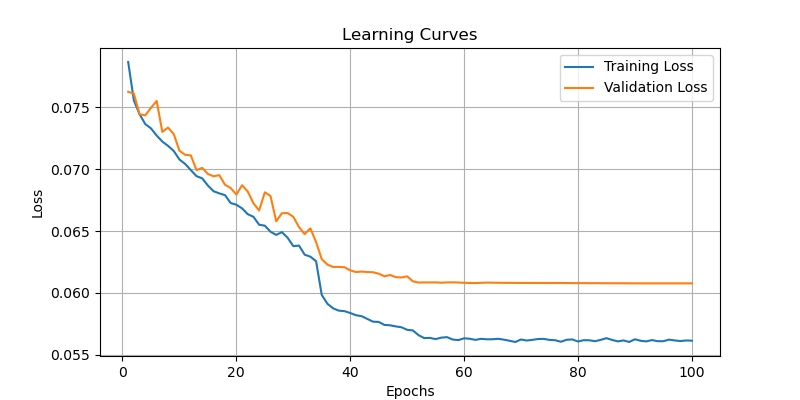 Learning Curves
Training Loss
Validation Loss
0.075
0.070
0.065
0.060
0.055
Loss
0 20 40 60 80 100
Epochs